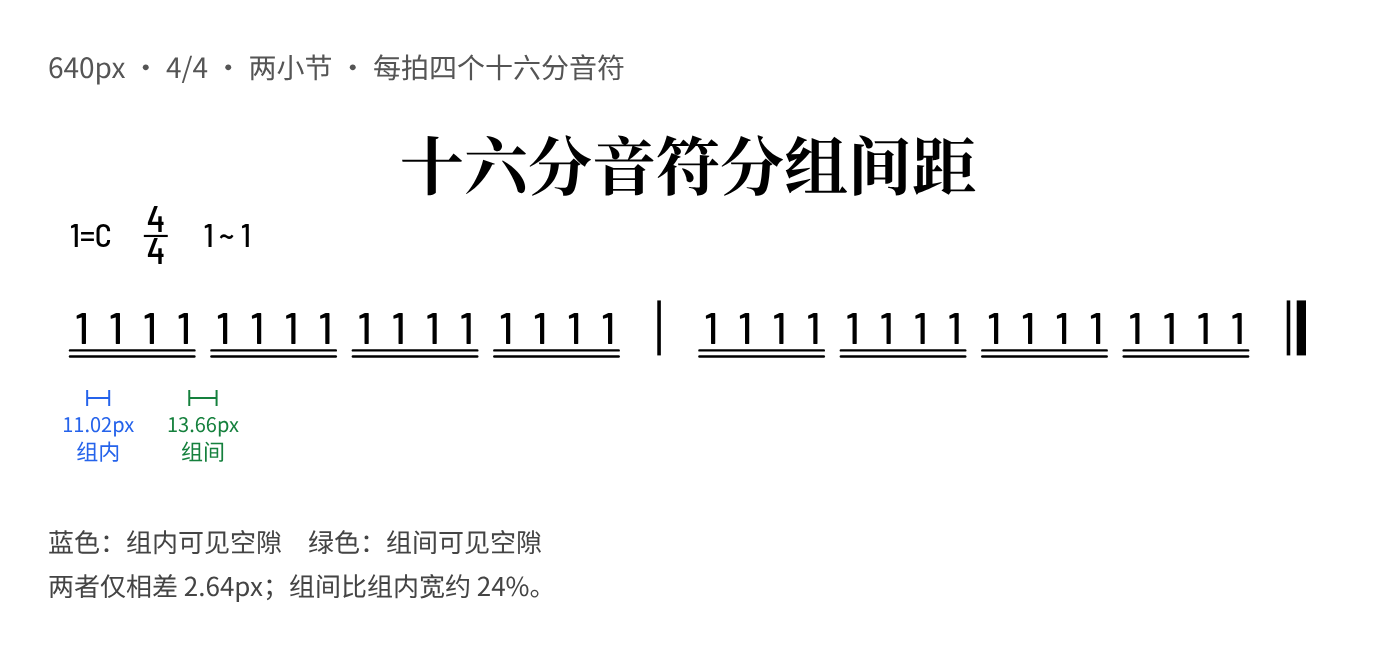 640px · 4/4 · 两小节 · 每拍四个十六分音符
十六分音符分组间距
1=C 4/4 1 ~ 1
1 1 1 1 1 1 1 1 1 1 1 1 1 1 1 1 | 1 1 1 1 1 1 1 1 1 1 1 1 1 1 1 1
11.02px 13.66px
组内 组间
蓝色：组内可见空隙 绿色：组间可见空隙
两者仅相差 2.64px；组间比组内宽约 24%。